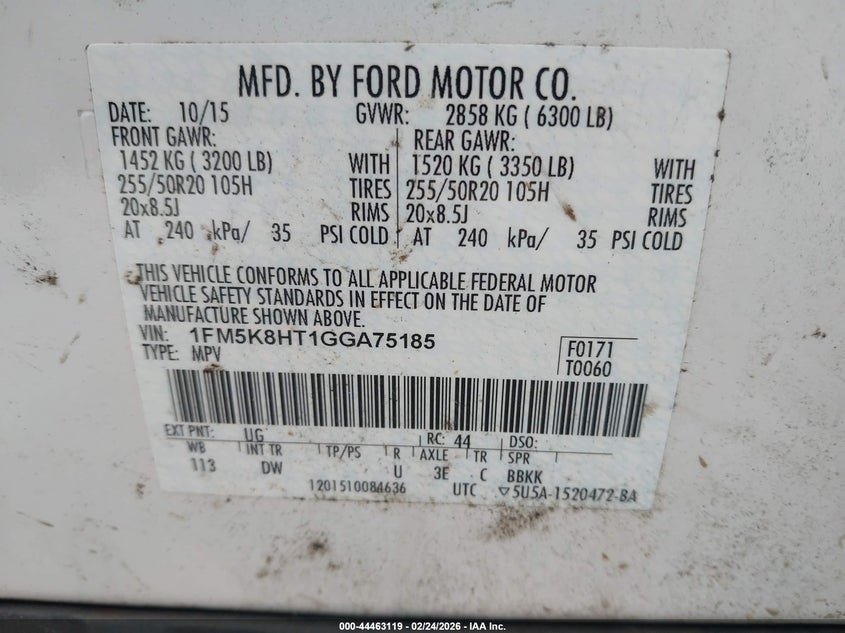 MFD. BY FORD MOTOR CO.
DATE: 10/15 GVWR: 2858 KG ( 6300 LB)
FRONT GAWR: REAR GAWR:
1452 KG ( 3200 LB) WITH 1520 KG ( 3350 LB) WITH
255/50R20 105H TIRES 255/50R20 105H TIRES
20x8.5J RIMS 20x8.5J RIMS
AT 240 kPa/ 35 PSI COLD AT 240 kPa/ 35 PSI COLD
THIS VEHICLE CONFORMS TO ALL APPLICABLE FEDERAL MOTOR
VEHICLE SAFETY STANDARDS IN EFFECT ON THE DATE OF
MANUFACTURE SHOWN ABOVE.
VIN: 1FM5K8HT1GGA75185 F0171
TYPE: MPV T0060
EXT PNT: UG RC: 44 DSO:
WB INT TR TP/PS R AXLE TR SPR
113 DW U 3E C BBKK
1201510084636 UTC ▽5U5A-1520472-BA
000-44463119 - 02/24/2026 - IAA Inc.